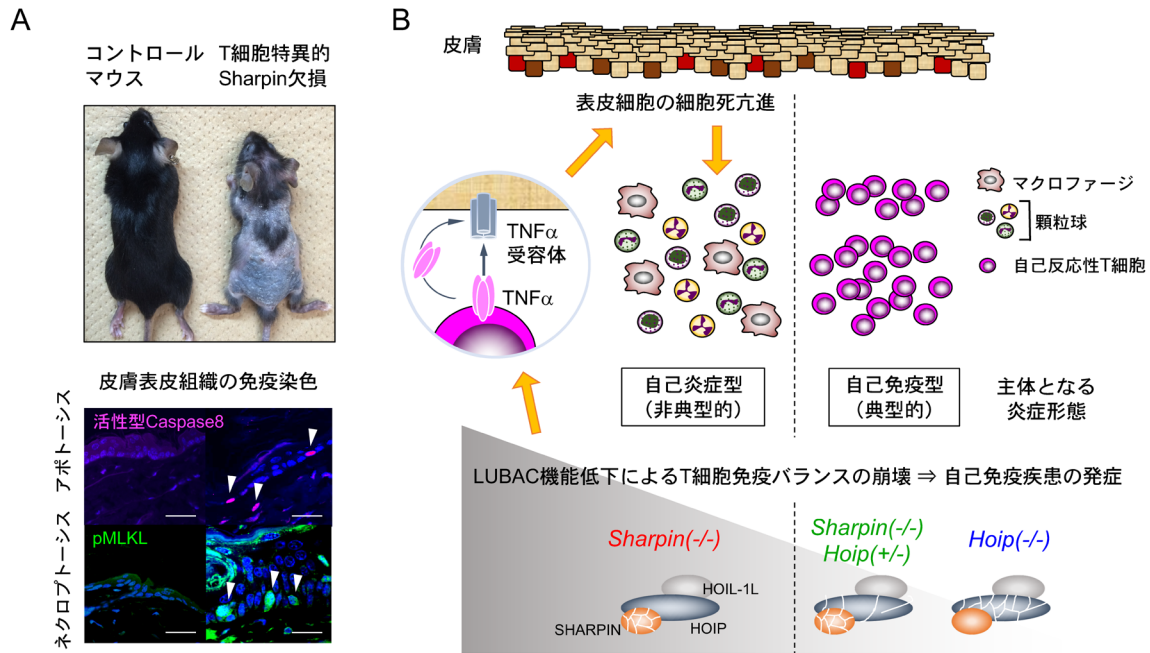 A
コントロール
マウス
T細胞特異的
Sharpin欠損
皮膚表皮組織の免疫染色
アポトーシス
活性型Caspase8
ネクロプトーシス
pMLKL
B
皮膚
表皮細胞の細胞死亢進
TNFα
受容体
TNFα
マクロファージ
顆粒球
自己反応性T細胞
自己炎症型
（非典型的）
自己免疫型
（典型的）
主体となる
炎症形態
LUBAC機能低下によるT細胞免疫バランスの崩壊 ⇒ 自己免疫疾患の発症
Sharpin(-/-)
Sharpin(-/-)
Hoip(+/-)
Hoip(-/-)
HOIL-1L
SHARPIN
HOIP